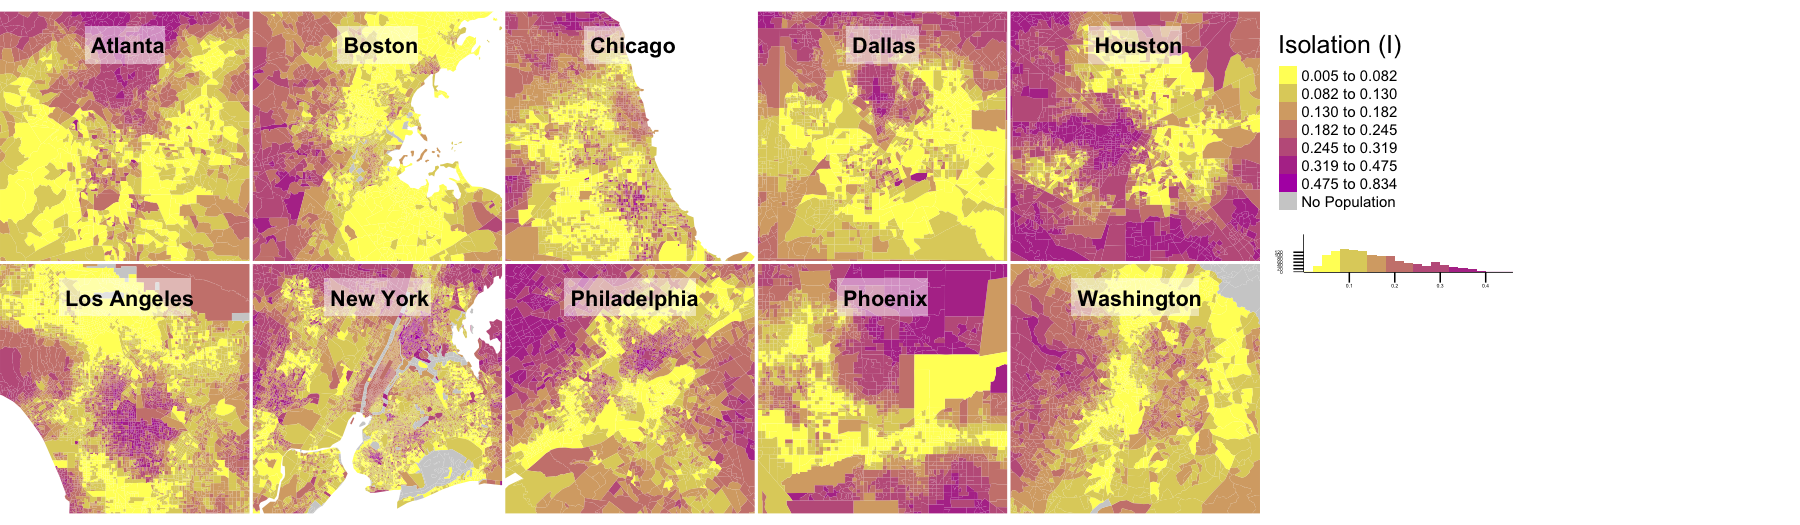 Atlanta
Boston
Chicago
Dallas
Houston
Los Angeles
New York
Philadelphia
Phoenix
Washington
Isolation (I)
0.005 to 0.082
0.082 to 0.130
0.130 to 0.182
0.182 to 0.245
0.245 to 0.319
0.319 to 0.475
0.475 to 0.834
No Population
0.1 0.2 0.3 0.4